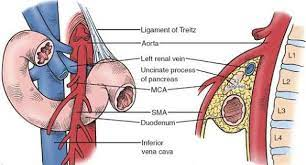 Ligament of Treitz
Aorta
Left renal vein
Uncinate process
of pancreas
MCA
SMA
Duodenum
Inferior
vena cava
L1
L2
L3
L4